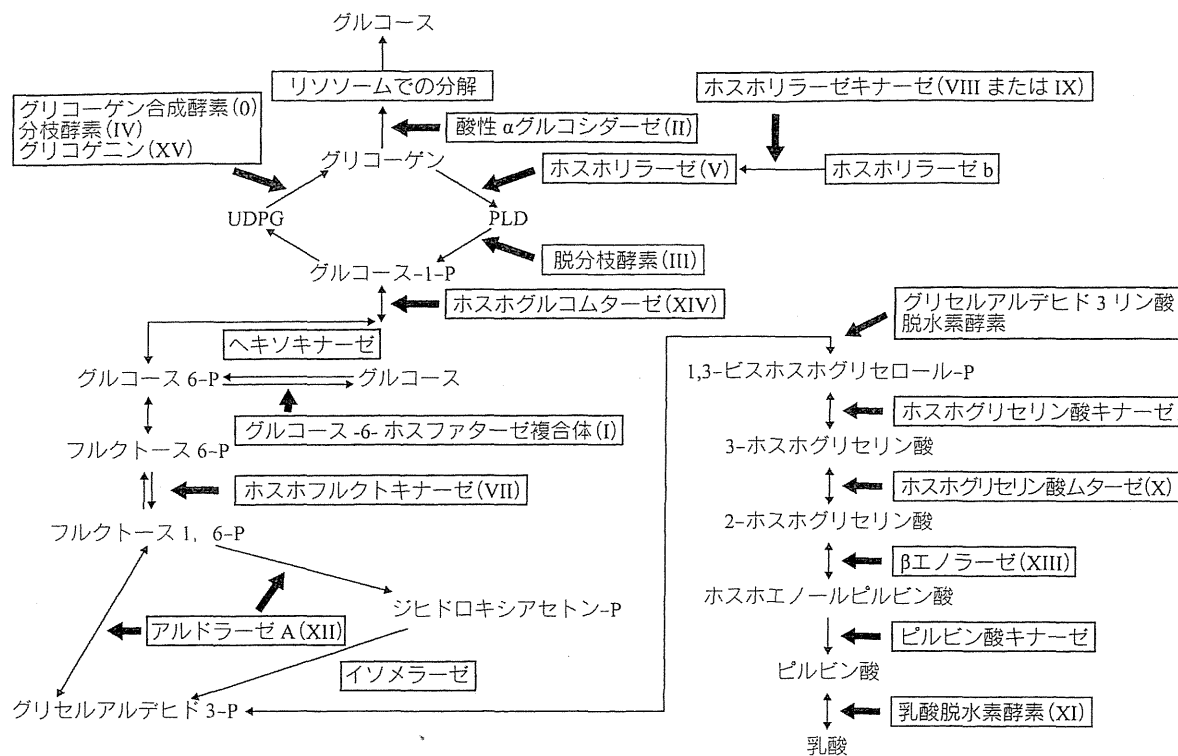 グルコース
リソソームでの分解
ホスホリラーゼキナーゼ(VIII または IX)
グリコーゲン合成酵素(0)
分枝酵素(IV)
グリコゲニン(XV)
酸性 αグルコシダーゼ(II)
グリコーゲン
ホスホリラーゼ(V)
ホスホリラーゼ b
UDPG
PLD
脱分枝酵素(III)
グルコース-1-P
ホスホグルコムターゼ(XIV)
グリセルアルデヒド 3 リン酸
脱水素酵素
ヘキソキナーゼ
グルコース 6-P
グルコース
1,3-ビスホスホグリセロール-P
グルコース -6- ホスファターゼ複合体(I)
ホスホグリセリン酸キナーゼ
フルクトース 6-P
3-ホスホグリセリン酸
ホスホフルクトキナーゼ(VII)
ホスホグリセリン酸ムターゼ(X)
フルクトース 1, 6-P
2-ホスホグリセリン酸
βエノラーゼ(XIII)
ジヒドロキシアセトン-P
ホスホエノールピルビン酸
アルドラーゼ A(XII)
ピルビン酸キナーゼ
イソメラーゼ
ピルビン酸
グリセルアルデヒド 3-P
乳酸脱水素酵素(XI)
乳酸